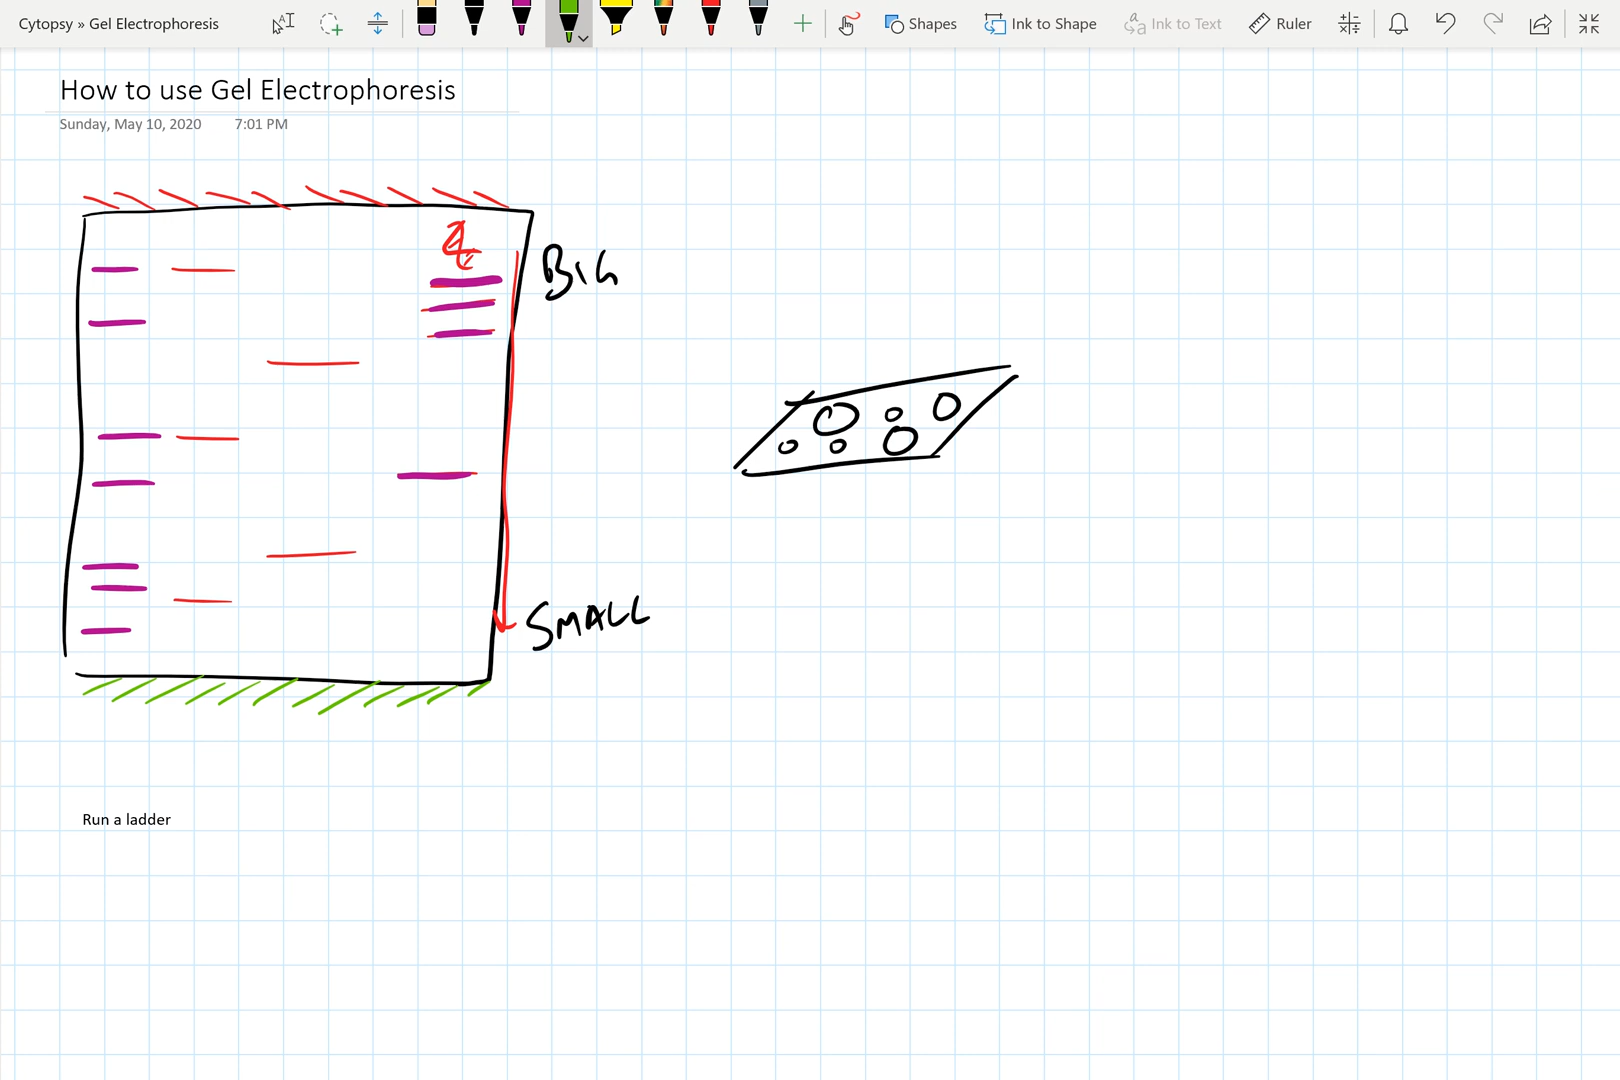 Cytopsy » Gel Electrophoresis
Shapes
Ink to Shape
Ink to Text
Ruler
How to use Gel Electrophoresis
Sunday, May 10, 2020 7:01 PM
BIG
SMALL
Run a ladder